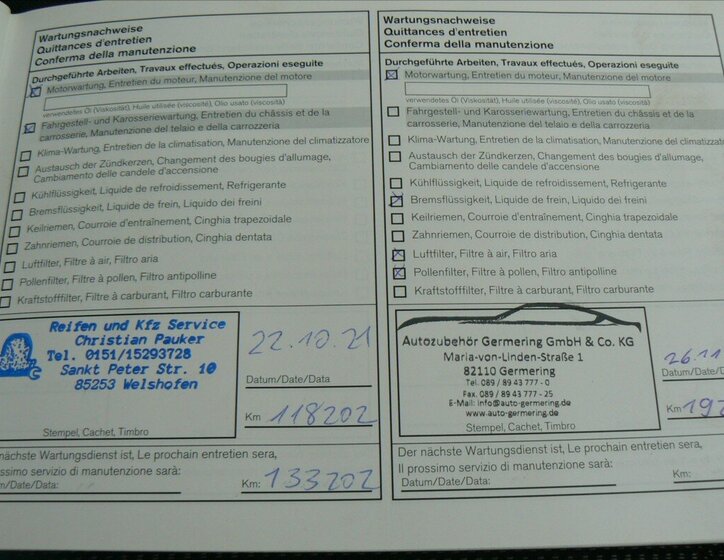 Wartungsnachweise
Quittances d'entretien
Conferma della manutenzione
Durchgeführte Arbeiten, Travaux effectués, Operazioni eseguite
Motorwartung, Entretien du moteur, Manutenzione del motore
verwendetes Öl (Viskosität), Huile utilisée (viscosité), Olio usato (viscosità)
Fahrgestell- und Karosseriewartung, Entretien du châssis et de la
carrosserie, Manutenzione del telaio e della carrozzeria
Klima-Wartung, Entretien de la climatisation, Manutenzione del climatizzatore
Austausch der Zündkerzen, Changement des bougies d'allumage,
Cambiamento delle candele d'accensione
Kühlflüssigkeit, Liquide de refroidissement, Refrigerante
Bremsflüssigkeit, Liquide de frein, Liquido dei freini
Keilriemen, Courroie d'entraînement, Cinghia trapezoidale
Zahnriemen, Courroie de distribution, Cinghia dentata
Luftfilter, Filtre à air, Filtro aria
Pollenfilter, Filtre à pollen, Filtro antipolline
Kraftstofffilter, Filtre à carburant, Filtro carburante
Reifen und Kfz Service
Christian Pauker
Tel. 0151/15293728
Sankt Peter Str. 10
85253 Welshofen
22.10.21
Datum/Date/Data
Km 118202
Stempel, Cachet, Timbro
nächste Wartungsdienst ist, Le prochain entretien sera,
prossimo servizio di manutenzione sarà:
Datum/Date/Data:
Km: 133202
Wartungsnachweise
Quittances d'entretien
Conferma della manutenzione
Durchgeführte Arbeiten, Travaux effectués, Operazioni eseguite
Motorwartung, Entretien du moteur, Manutenzione del motore
verwendetes Öl (Viskosität), Huile utilisée (viscosité), Olio usato (viscosità)
Fahrgestell- und Karosseriewartung, Entretien du châssis et de la
carrosserie, Manutenzione del telaio e della carrozzeria
Klima-Wartung, Entretien de la climatisation, Manutenzione del climatizzato
Austausch der Zündkerzen, Changement des bougies d'allumage,
Cambiamento delle candele d'accensione
Kühlflüssigkeit, Liquide de refroidissement, Refrigerante
Bremsflüssigkeit, Liquide de frein, Liquido dei freini
Keilriemen, Courroie d'entraînement, Cinghia trapezoidale
Zahnriemen, Courroie de distribution, Cinghia dentata
Luftfilter, Filtre à air, Filtro aria
Pollenfilter, Filtre à pollen, Filtro antipolline
Kraftstofffilter, Filtre à carburant, Filtro carburante
Autozubehör Germering GmbH & Co. KG
Maria-von-Linden-Straße 1
82110 Germering
Tel. 089 / 89 43 777 - 0
Fax. 089 / 89 43 777 - 25
E-Mail: info@auto-germering.de
www.auto-germering.de
26.11
Datum/D
Km 192
Stempel, Cachet, Timbro
Der nächste Wartungsdienst ist, Le prochain entretien sera,
Il prossimo servizio di manutenzione sarà:
Datum/Date/Data:
Km: